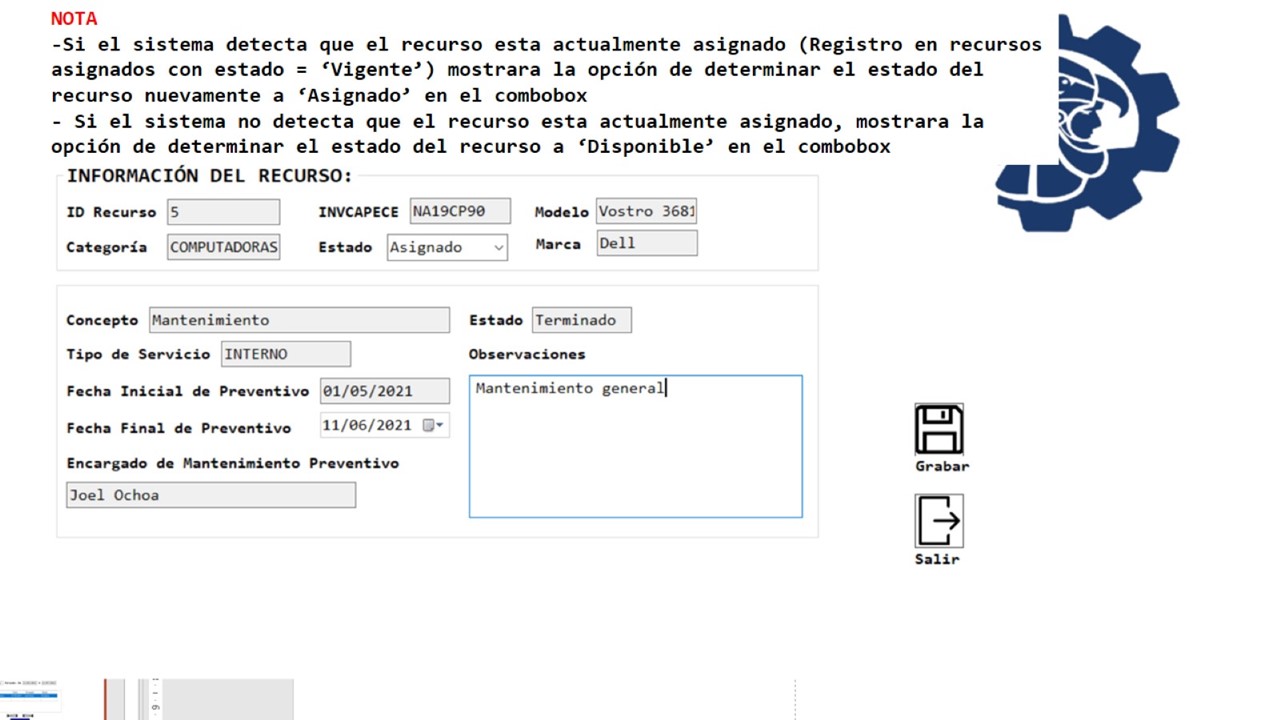 NOTA
-Si el sistema detecta que el recurso esta actualmente asignado (Registro en recursos
asignados con estado = ‘Vigente’) mostrara la opción de determinar el estado del
recurso nuevamente a ‘Asignado’ en el combobox
- Si el sistema no detecta que el recurso esta actualmente asignado, mostrara la
opción de determinar el estado del recurso a ‘Disponible’ en el combobox
INFORMACIÓN DEL RECURSO:
ID Recurso 5 INVCAPECE NA19CP90 Modelo Vostro 3681
Categoría COMPUTADORAS Estado Asignado Marca Dell
Concepto Mantenimiento Estado Terminado
Tipo de Servicio INTERNO Observaciones
Fecha Inicial de Preventivo 01/05/2021 Mantenimiento general
Fecha Final de Preventivo 11/06/2021
Encargado de Mantenimiento Preventivo
Joel Ochoa
Grabar
Salir